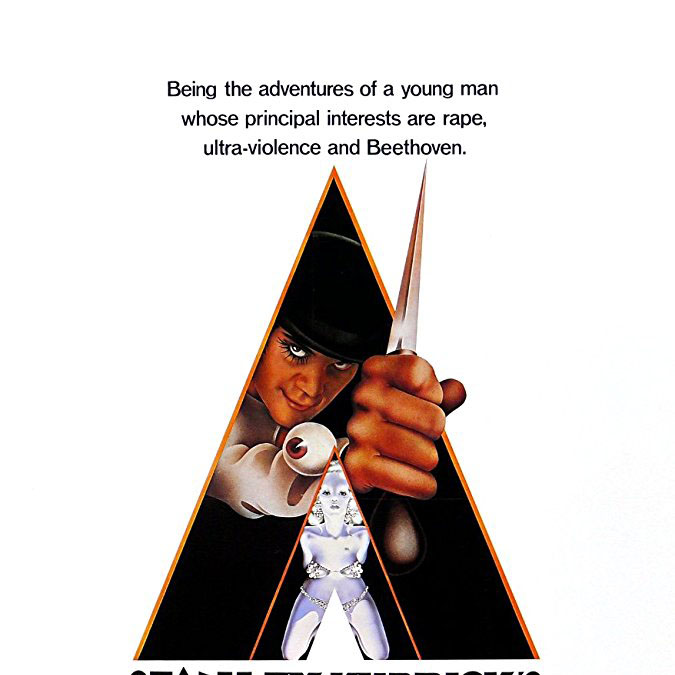 Being the adventures of a young man
whose principal interests are rape,
ultra-violence and Beethoven.